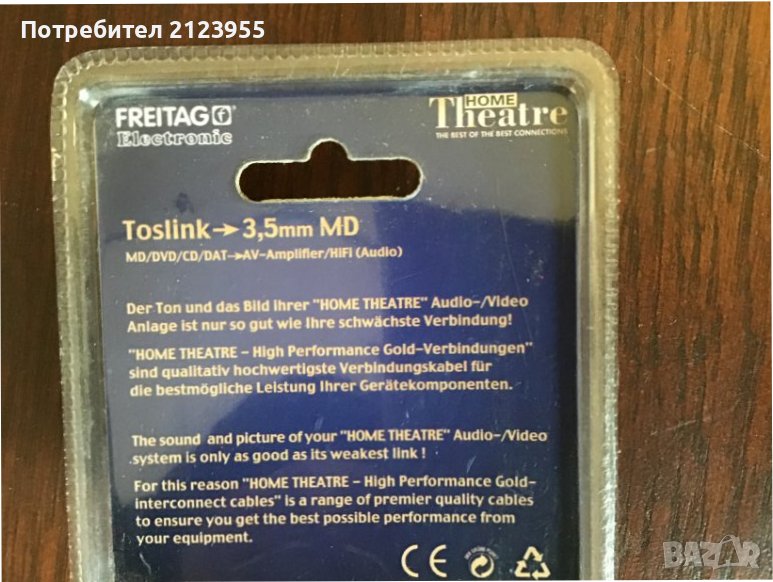 Потребител 2123955
FREITAG f®
Electronic
HOME
Theatre
THE BEST OF THE BEST CONNECTIONS
Toslink→3,5mm MD
MD/DVD/CD/DAT→AV-Amplifier/HiFi (Audio)
Der Ton und das Bild ihrer "HOME THEATRE" Audio-/Video
Anlage ist nur so gut wie Ihre schwächste Verbindung!
"HOME THEATRE - High Performance Gold-Verbindungen"
sind qualitativ hochwertigste Verbindungskabel für
die bestmögliche Leistung Ihrer Gerätekomponenten.
The sound and picture of your "HOME THEATRE" Audio-/Video
system is only as good as its weakest link !
For this reason "HOME THEATRE - High Performance Gold-
interconnect cables" is a range of premier quality cables
to ensure you get the best possible performance from
your equipment.
CE
BAZAR